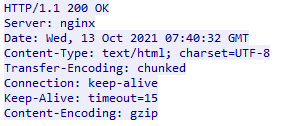 HTTP/1.1 200 OK
Server: nginx
Date: Wed, 13 Oct 2021 07:40:32 GMT
Content-Type: text/html; charset=UTF-8
Transfer-Encoding: chunked
Connection: keep-alive
Keep-Alive: timeout=15
Content-Encoding: gzip